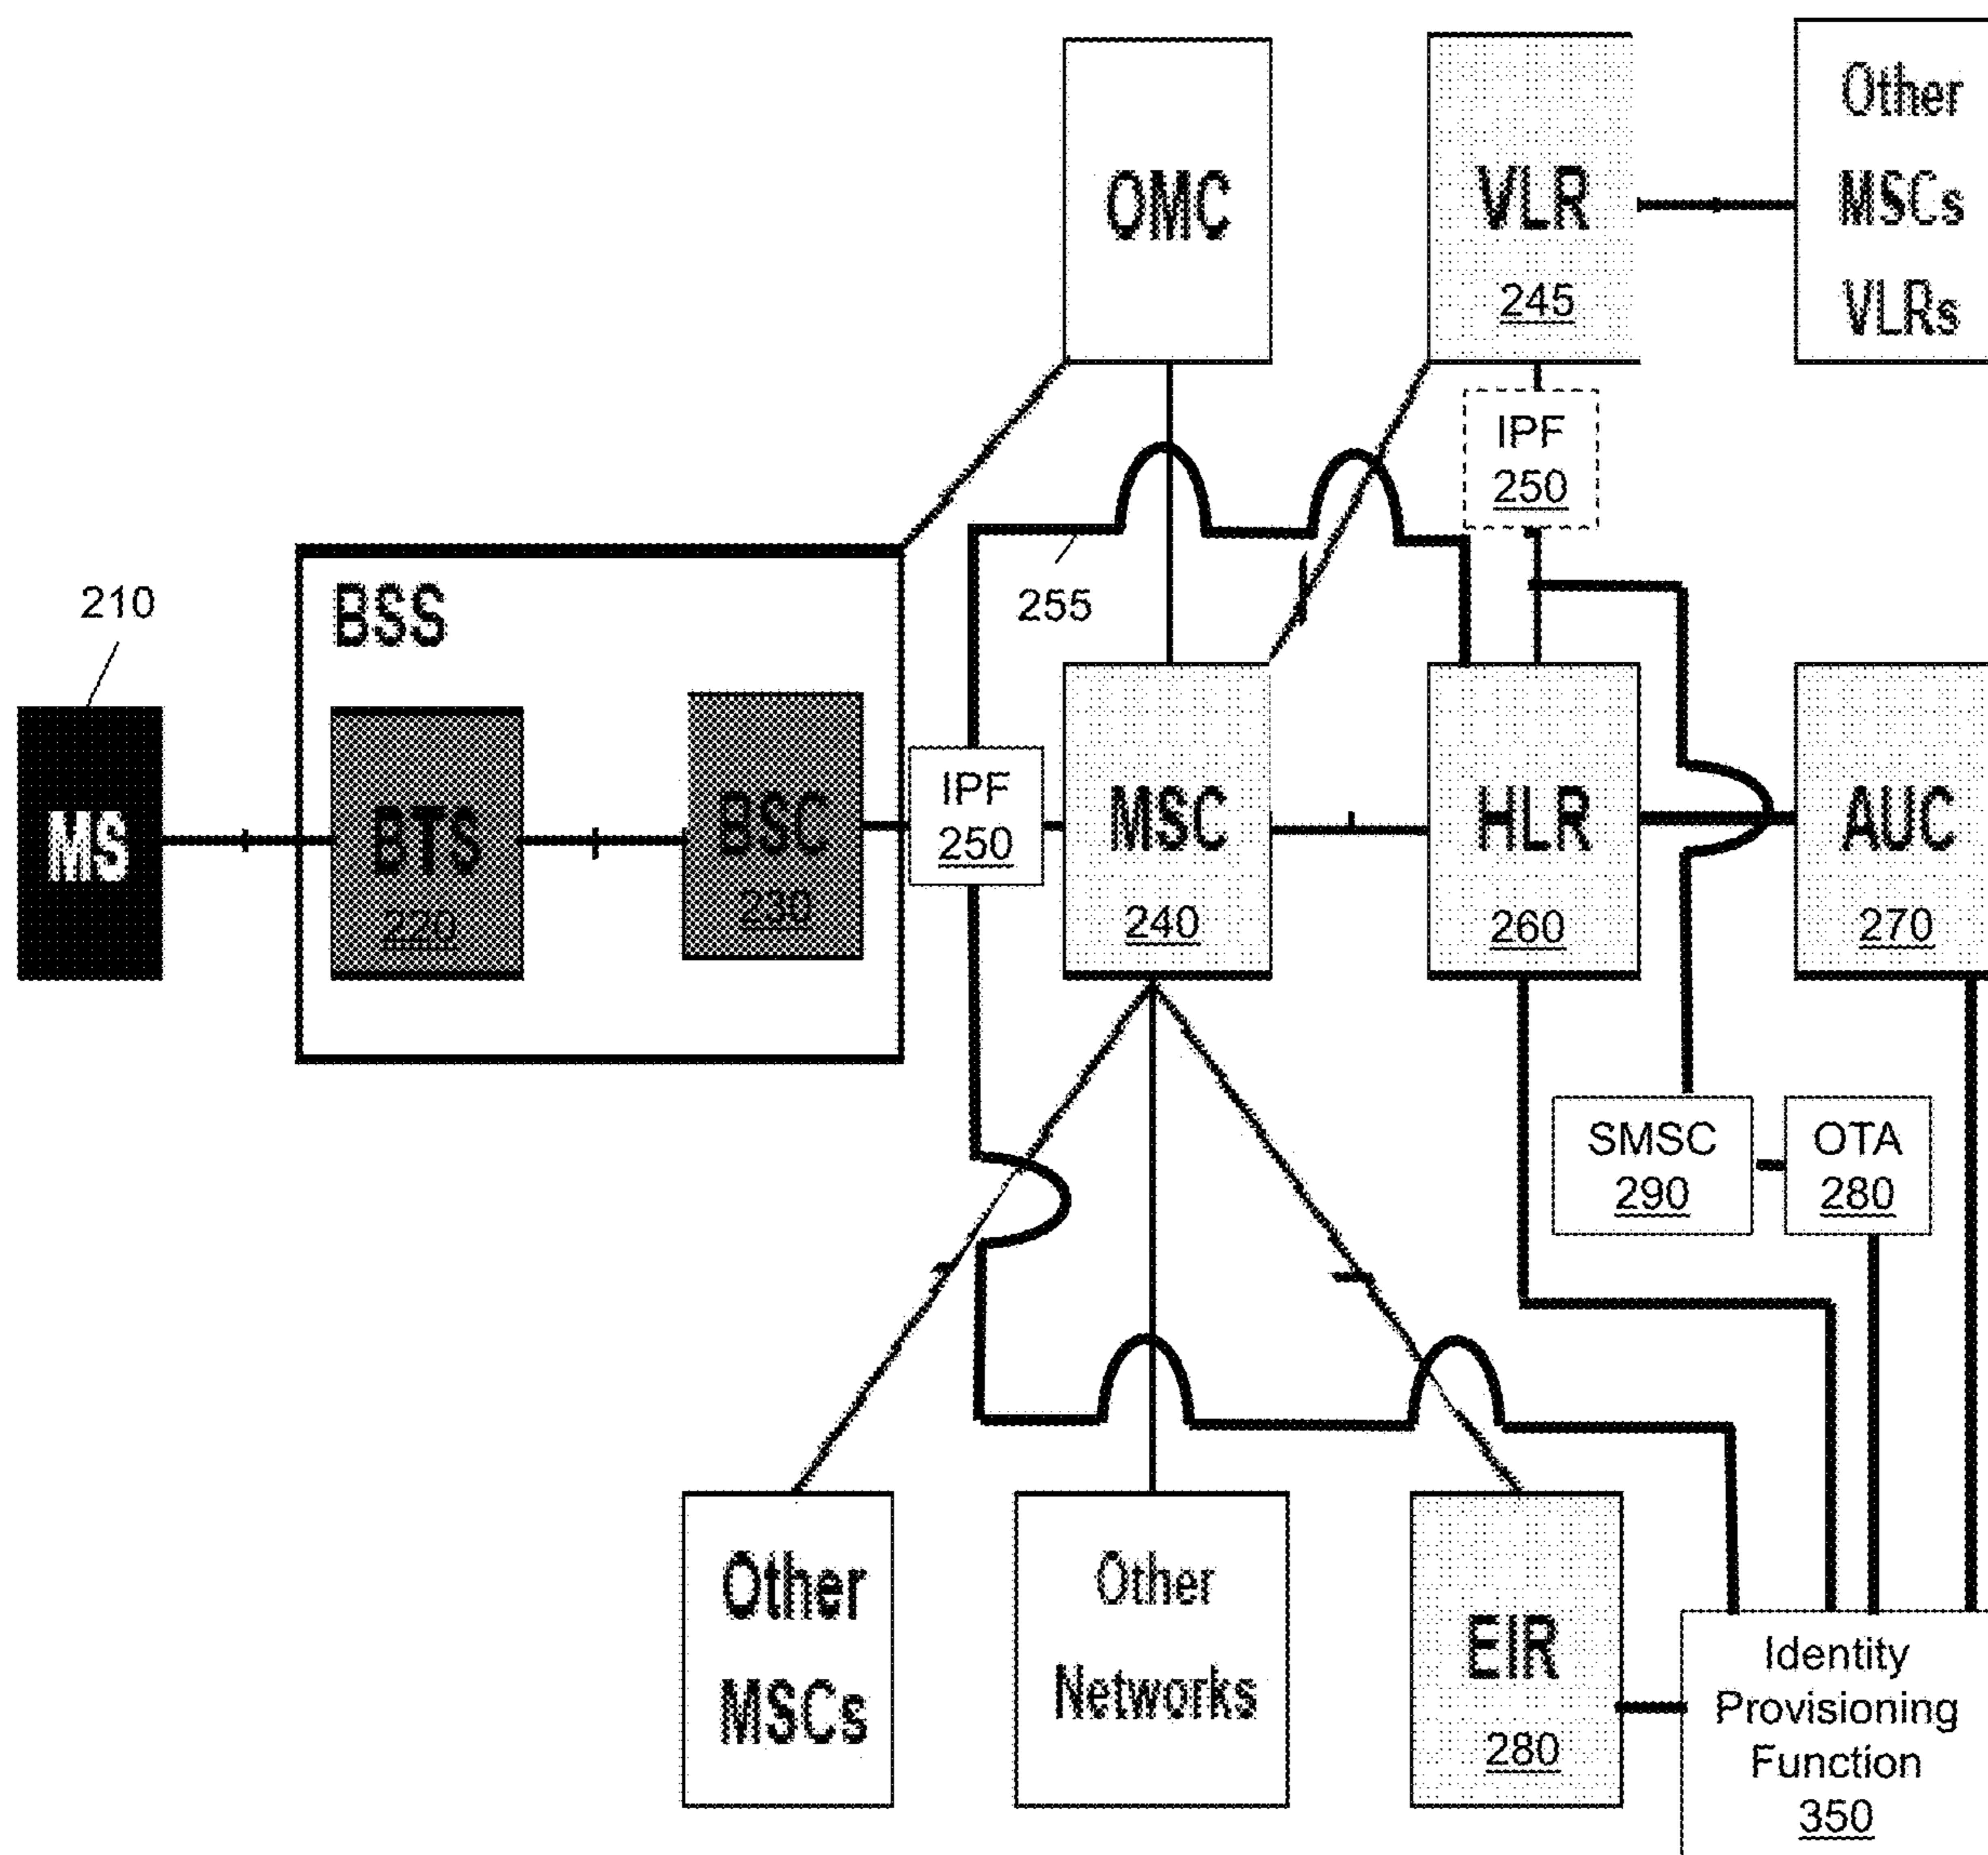 OMC
VLR
245
Other
MSCs
VLRs
IPF
250
255
210
BSS
MS
BTS
220
BSC
230
IPF
250
MSC
240
HLR
260
AUC
270
SMSC
290
OTA
280
Other
MSCs
Other
Networks
EIR
280
Identity
Provisioning
Function
350